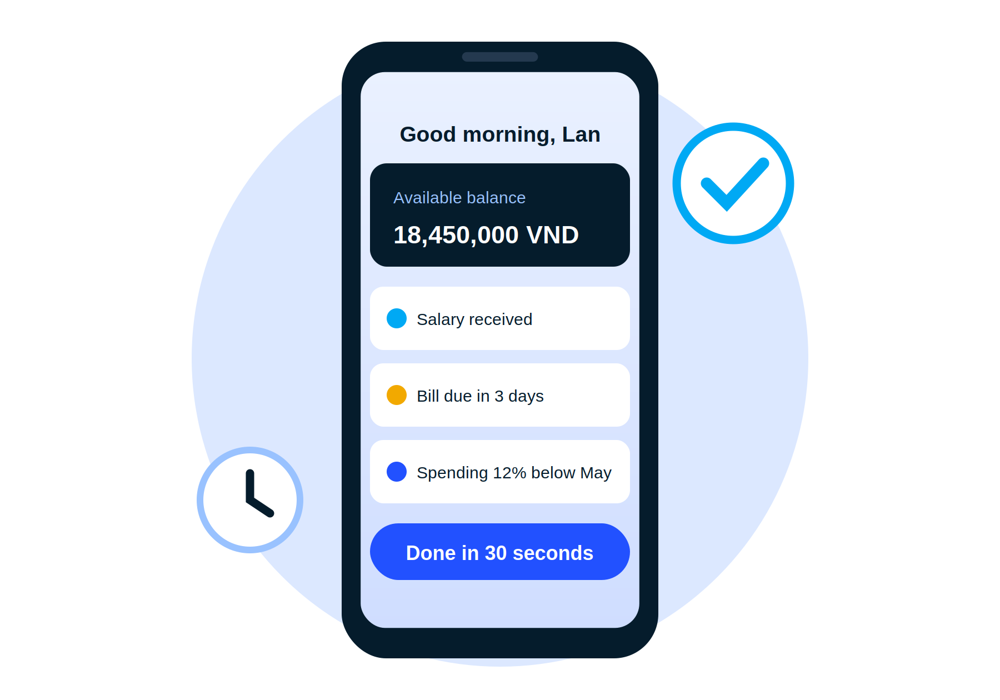 Good morning, Lan
Available balance
18,450,000 VND
Salary received
Bill due in 3 days
Spending 12% below May
Done in 30 seconds